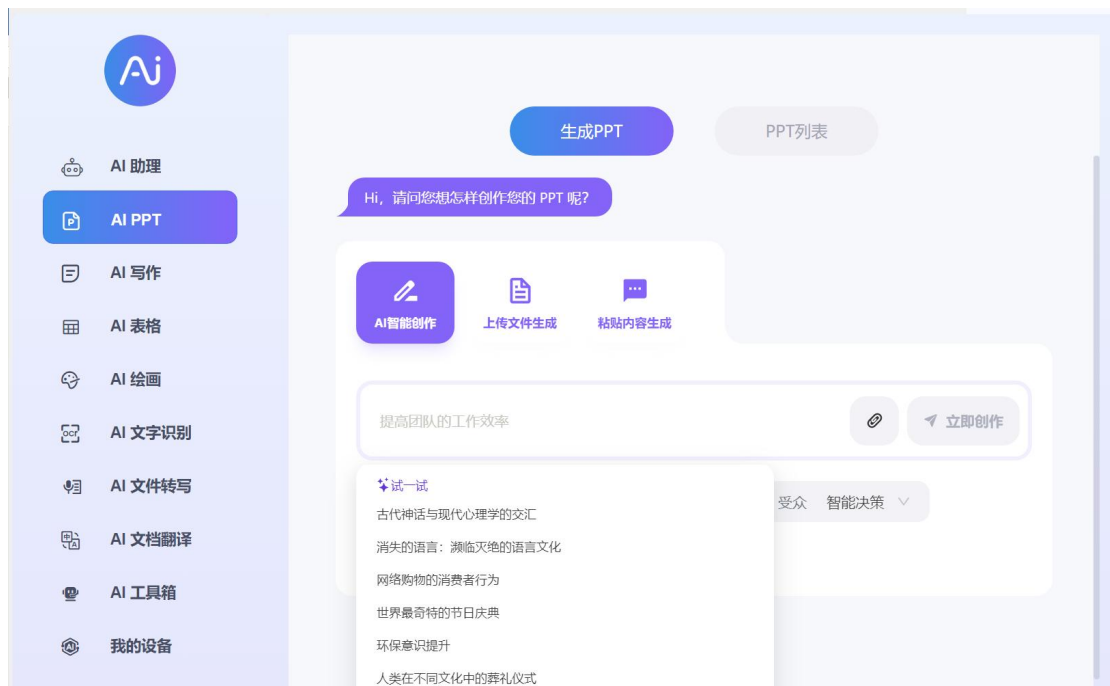 Ai
生成PPT
PPT列表
AI 助理
Hi，请问您想怎样创作您的 PPT 呢？
AI PPT
AI 写作
AI智能创作
上传文件生成
粘贴内容生成
AI 表格
AI 绘画
提高团队的工作效率
立即创作
OCr
AI 文字识别
AI 文件转写
试一试
受众 智能决策
古代神话与现代心理学的交汇
AI 文档翻译
消失的语言：濒临灭绝的语言文化
网络购物的消费者行为
AI 工具箱
世界最奇特的节日庆典
我的设备
环保意识提升
人类在不同文化中的葬礼仪式